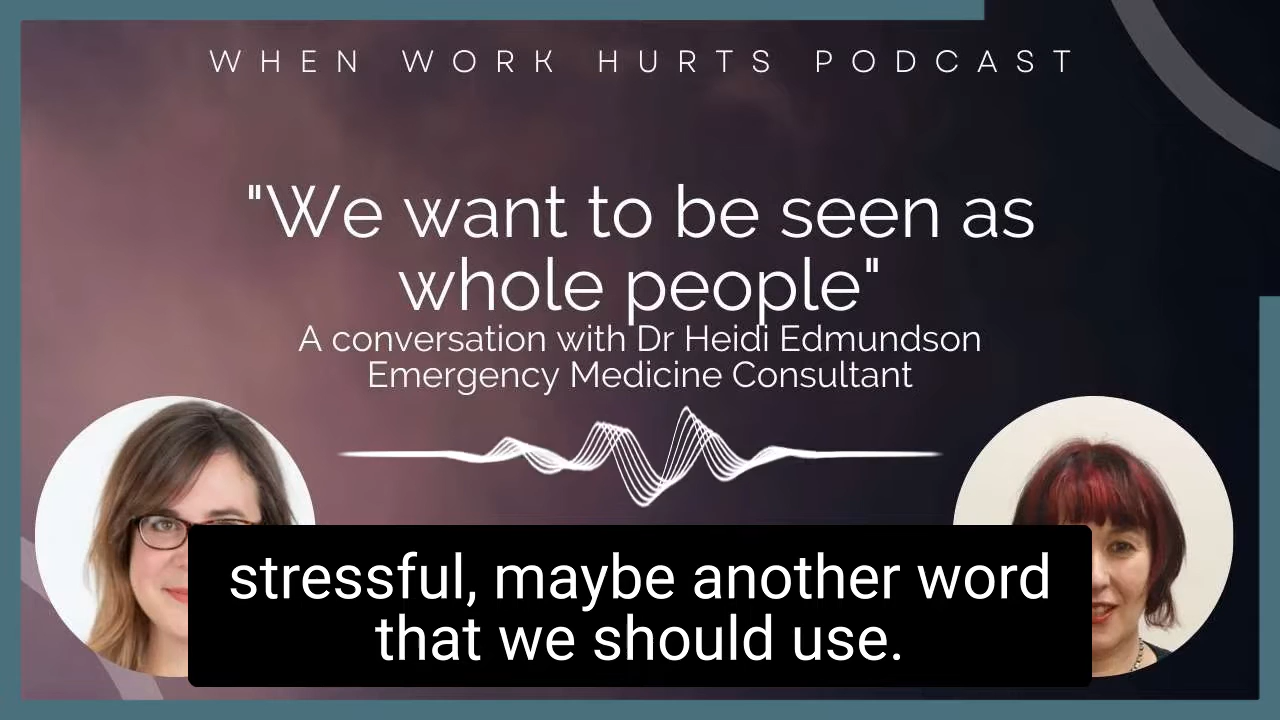 WHEN WORK HURTS PODCAST
"We want to be seen as
whole people"
A conversation with Dr Heidi Edmundson
Emergency Medicine Consultant
stressful, maybe another word
that we should use.